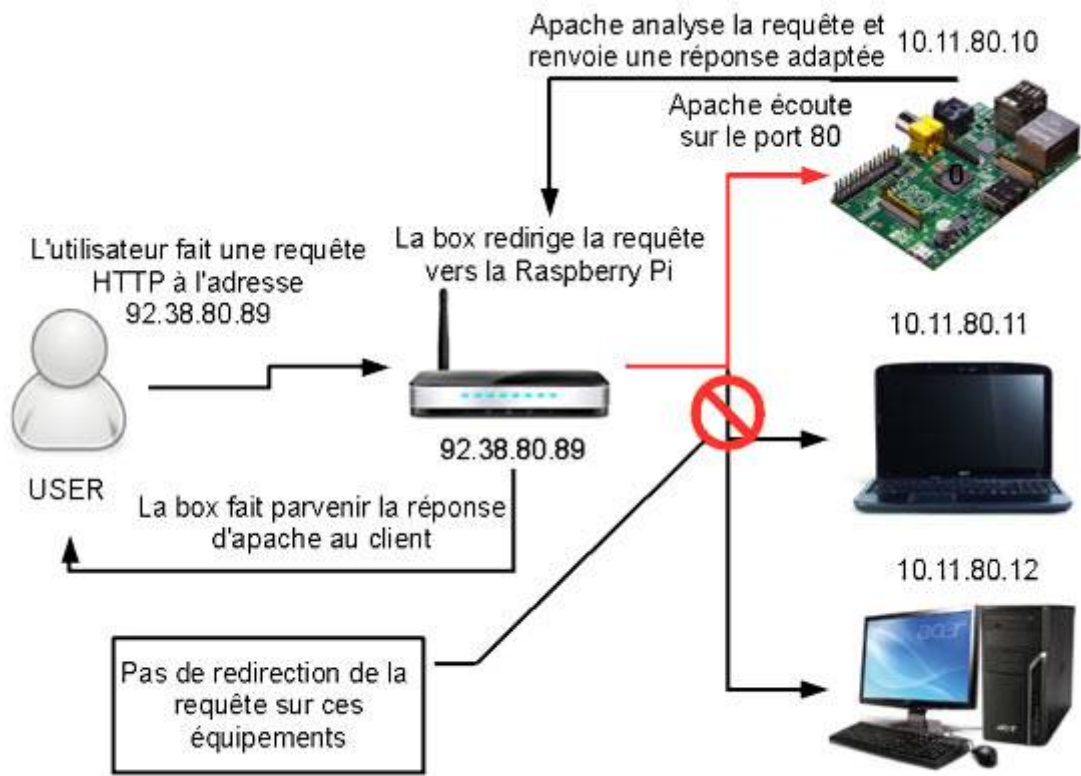 Apache analyse la requête et
renvoie une réponse adaptée
10.11.80.10
Apache écoute
sur le port 80
0
L'utilisateur fait une requête
HTTP à l'adresse
92.38.80.89
La box redirige la requête
vers la Raspberry Pi
10.11.80.11
92.38.80.89
USER
La box fait parvenir la réponse
d'apache au client
10.11.80.12
acer
Pas de redirection de la
requête sur ces
équipements